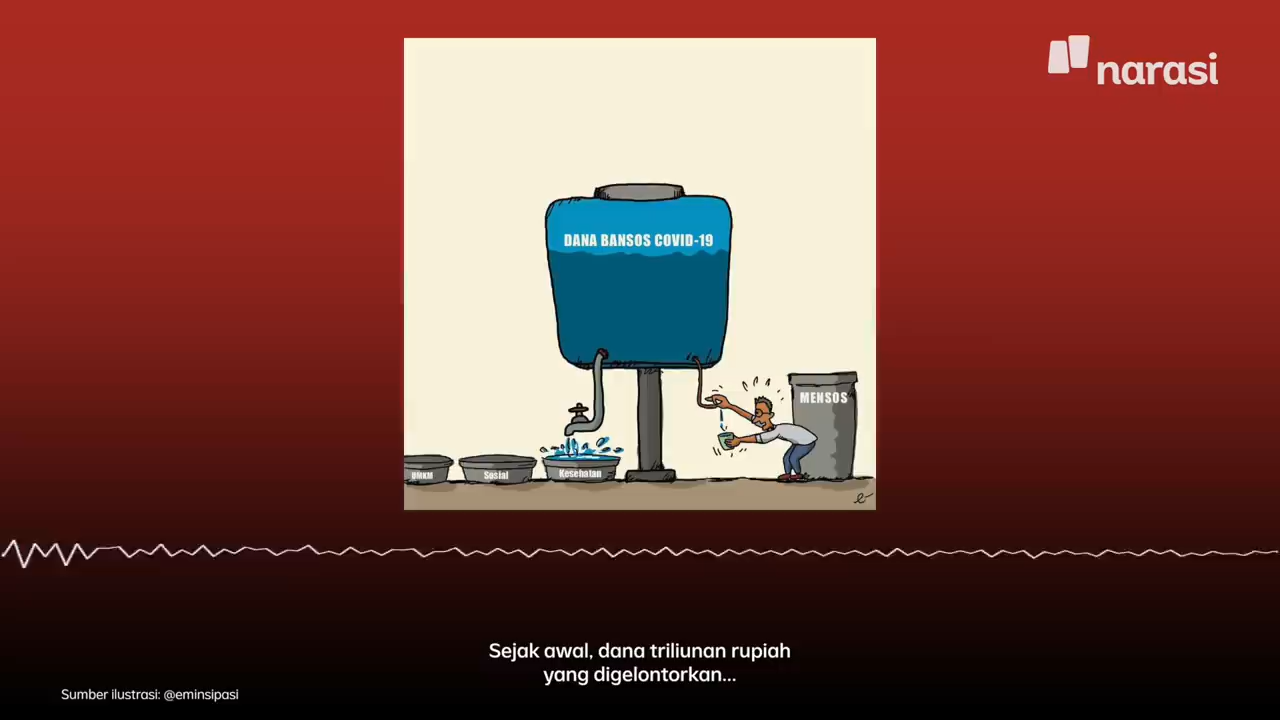 narasi
DANA BANSOS COVID-19
MENSOS
UMKM
Sosial
Kesehatan
Sejak awal, dana triliunan rupiah
yang digelontorkan...
Sumber ilustrasi: @eminsipasi